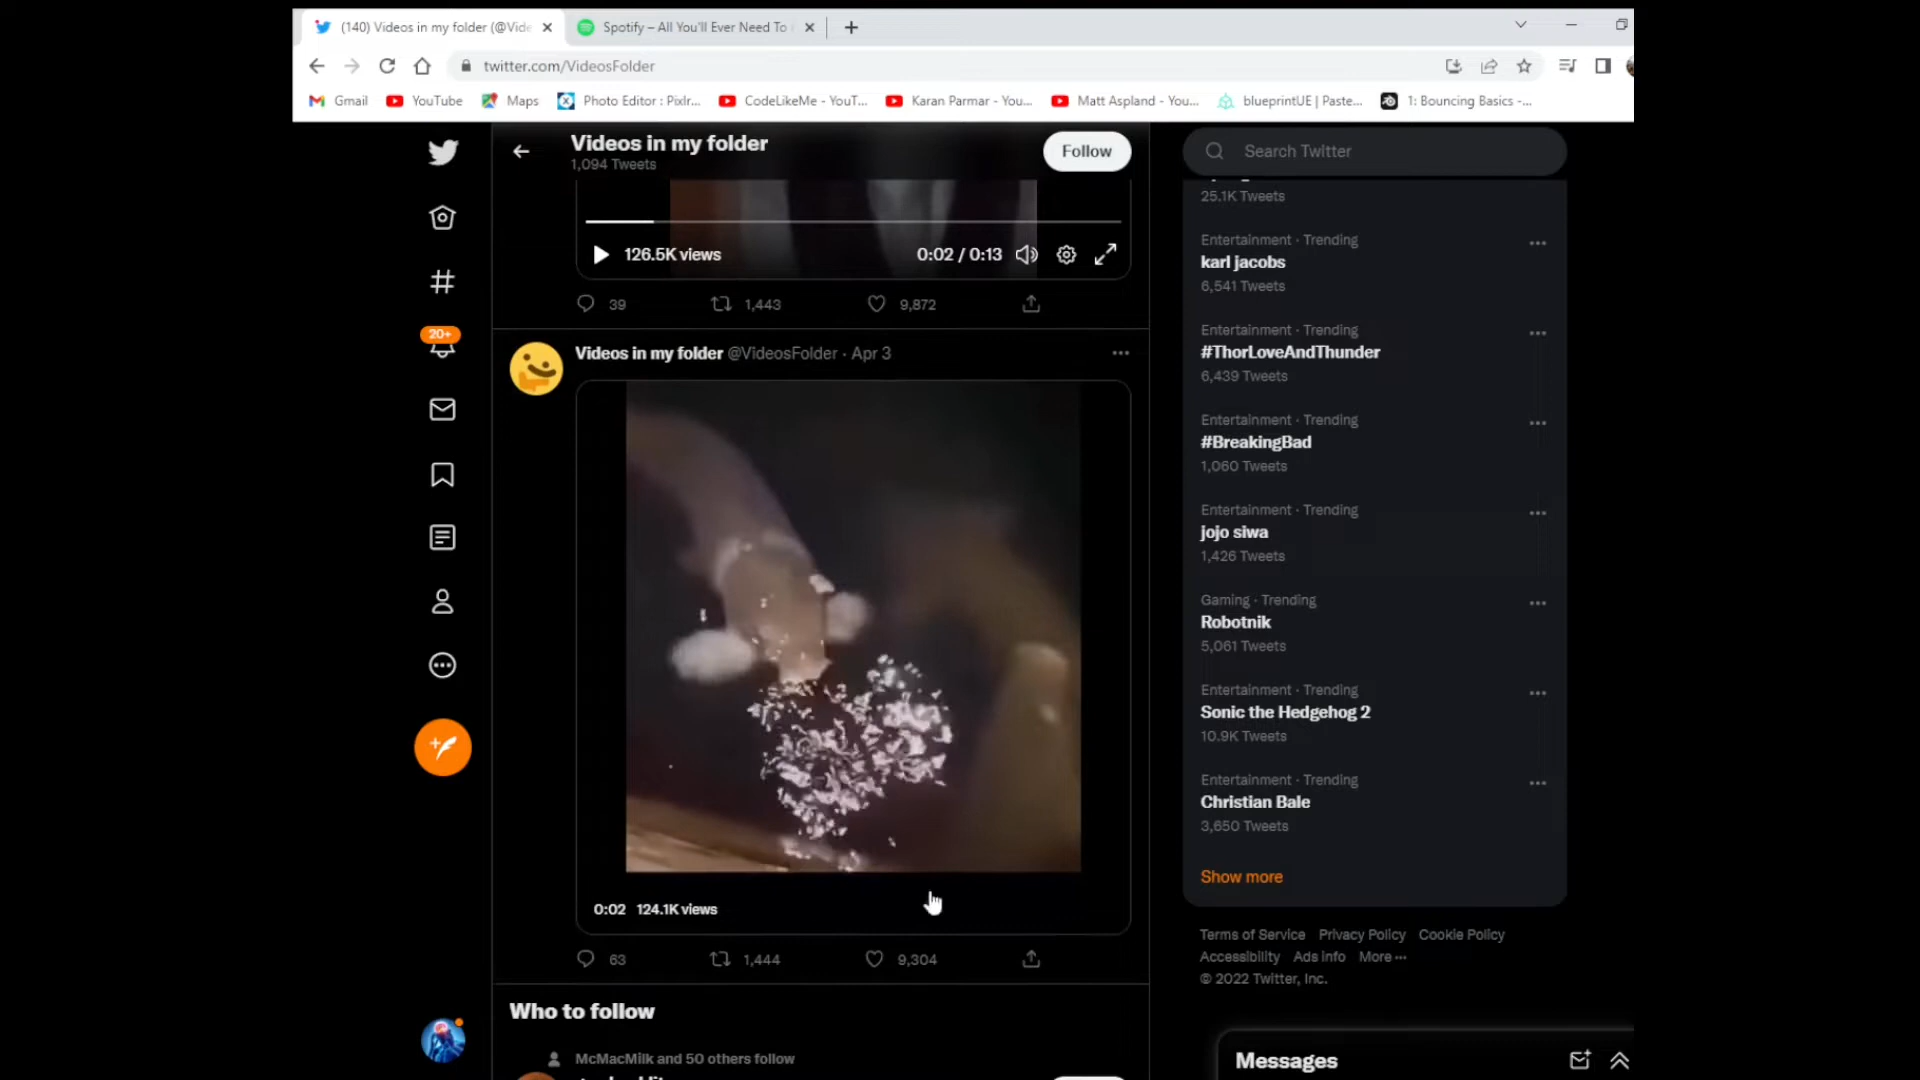 (140) Videos in my folder (@Vide
Spotify – All You'll Ever Need To
twitter.com/VideosFolder
Gmail
YouTube
Maps
Photo Editor : Pixlr...
CodeLikeMe - YouT...
Karan Parmar - You...
Matt Aspland - You...
blueprintUE | Paste...
1: Bouncing Basics -...
Videos in my folder
1,094 Tweets
Follow
Search Twitter
126.5K views
0:02 / 0:13
39
1,443
9,872
20+
Videos in my folder @VideosFolder · Apr 3
0:02 124.1K views
63
1,444
9,304
Who to follow
McMacMilk and 50 others follow
25.1K Tweets
Entertainment · Trending
karl jacobs
6,541 Tweets
Entertainment · Trending
#ThorLoveAndThunder
6,439 Tweets
Entertainment · Trending
#BreakingBad
1,060 Tweets
Entertainment · Trending
jojo siwa
1,426 Tweets
Gaming · Trending
Robotnik
5,061 Tweets
Entertainment · Trending
Sonic the Hedgehog 2
10.9K Tweets
Entertainment · Trending
Christian Bale
3,650 Tweets
Show more
Terms of Service Privacy Policy Cookie Policy
Accessibility Ads info More ···
© 2022 Twitter, Inc.
Messages